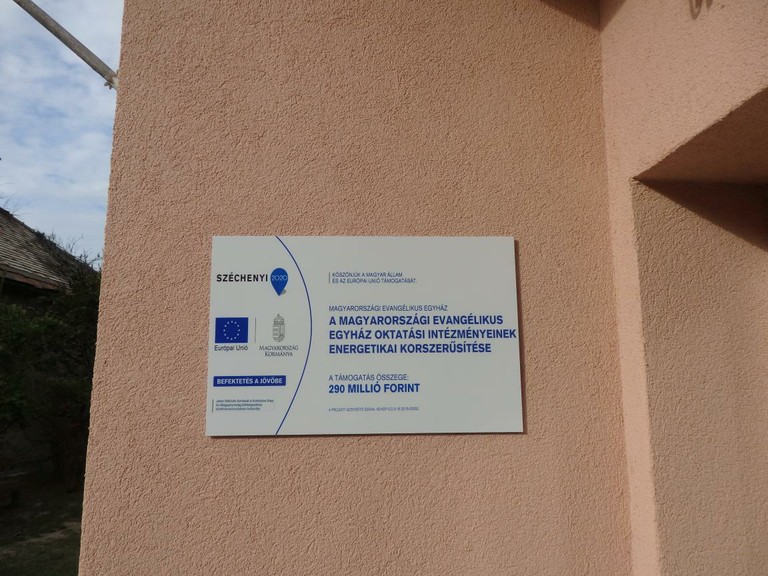 SZÉCHENYI 2020
Európai Unió
MAGYARORSZÁG
KORMÁNYA
BEFEKTETÉS A JÖVŐBE
KÖSZÖNJÜK A MAGYAR ÁLLAM
ÉS AZ EURÓPAI UNIÓ TÁMOGATÁSÁT.
MAGYARORSZÁGI EVANGÉLIKUS EGYHÁZ
A MAGYARORSZÁGI EVANGÉLIKUS
EGYHÁZ OKTATÁSI INTÉZMÉNYEINEK
ENERGETIKAI KORSZERŰSÍTÉSE
A TÁMOGATÁS ÖSSZEGE:
290 MILLIÓ FORINT